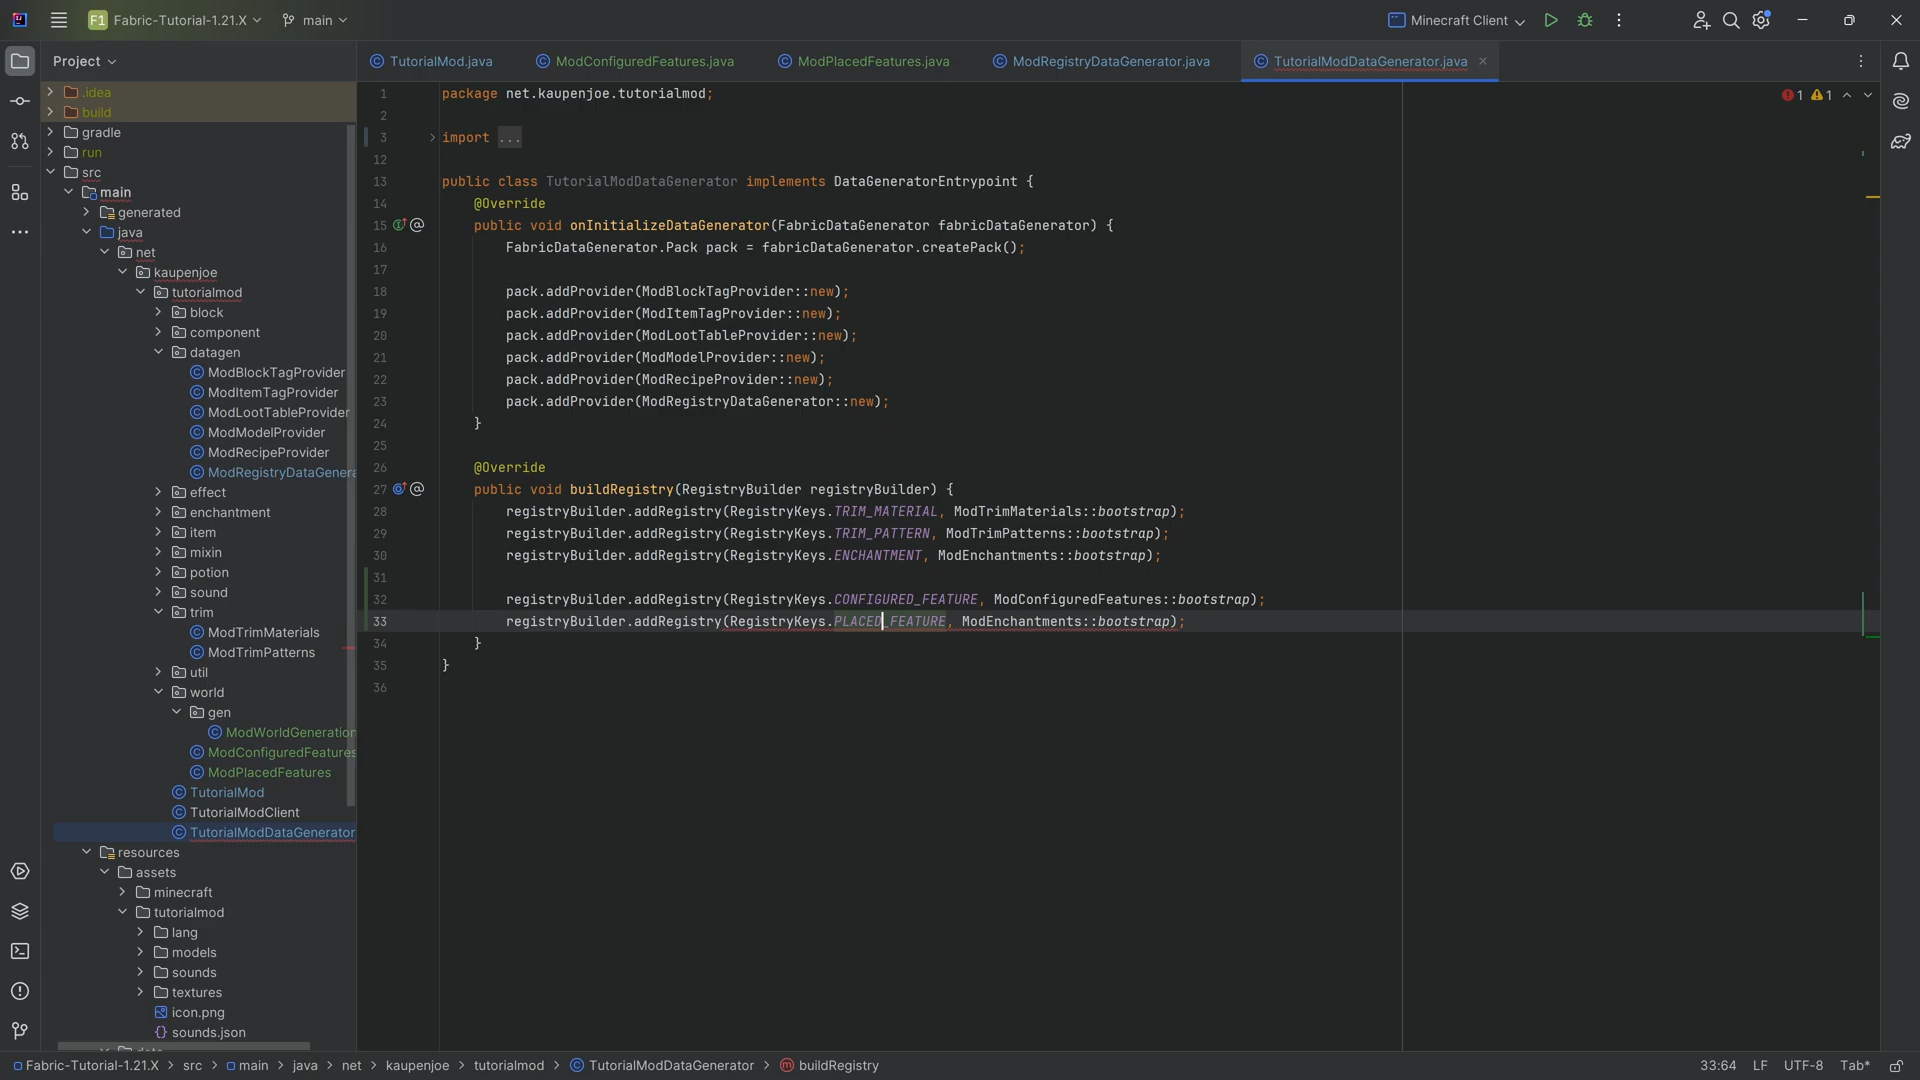 F1 Fabric-Tutorial-1.21.X main Minecraft Client
Project
TutorialMod.java ModConfiguredFeatures.java ModPlacedFeatures.java ModRegistryDataGenerator.java TutorialModDataGenerator.java
.idea
build
gradle
run
src
main
generated
java
net
kaupenjoe
tutorialmod
block
component
datagen
ModBlockTagProvider
ModItemTagProvider
ModLootTableProvider
ModModelProvider
ModRecipeProvider
ModRegistryDataGenera
effect
enchantment
item
mixin
potion
sound
trim
ModTrimMaterials
ModTrimPatterns
util
world
gen
ModWorldGeneration
ModConfiguredFeatures
ModPlacedFeatures
TutorialMod
TutorialModClient
TutorialModDataGenerator
resources
assets
minecraft
tutorialmod
lang
models
sounds
textures
icon.png
sounds.json
1 1
1 package net.kaupenjoe.tutorialmod;
2
3 import ...
12
13 public class TutorialModDataGenerator implements DataGeneratorEntrypoint {
14 @Override
15 @ public void onInitializeDataGenerator(FabricDataGenerator fabricDataGenerator) {
16 FabricDataGenerator.Pack pack = fabricDataGenerator.createPack();
17
18 pack.addProvider(ModBlockTagProvider::new);
19 pack.addProvider(ModItemTagProvider::new);
20 pack.addProvider(ModLootTableProvider::new);
21 pack.addProvider(ModModelProvider::new);
22 pack.addProvider(ModRecipeProvider::new);
23 pack.addProvider(ModRegistryDataGenerator::new);
24 }
25
26 @Override
27 @ public void buildRegistry(RegistryBuilder registryBuilder) {
28 registryBuilder.addRegistry(RegistryKeys.TRIM_MATERIAL, ModTrimMaterials::bootstrap);
29 registryBuilder.addRegistry(RegistryKeys.TRIM_PATTERN, ModTrimPatterns::bootstrap);
30 registryBuilder.addRegistry(RegistryKeys.ENCHANTMENT, ModEnchantments::bootstrap);
31
32 registryBuilder.addRegistry(RegistryKeys.CONFIGURED_FEATURE, ModConfiguredFeatures::bootstrap);
33 registryBuilder.addRegistry(RegistryKeys.PLACED_FEATURE, ModEnchantments::bootstrap);
34 }
35 }
36
Fabric-Tutorial-1.21.X > src > main > java > net > kaupenjoe > tutorialmod > TutorialModDataGenerator > buildRegistry 33:64 LF UTF-8 Tab*